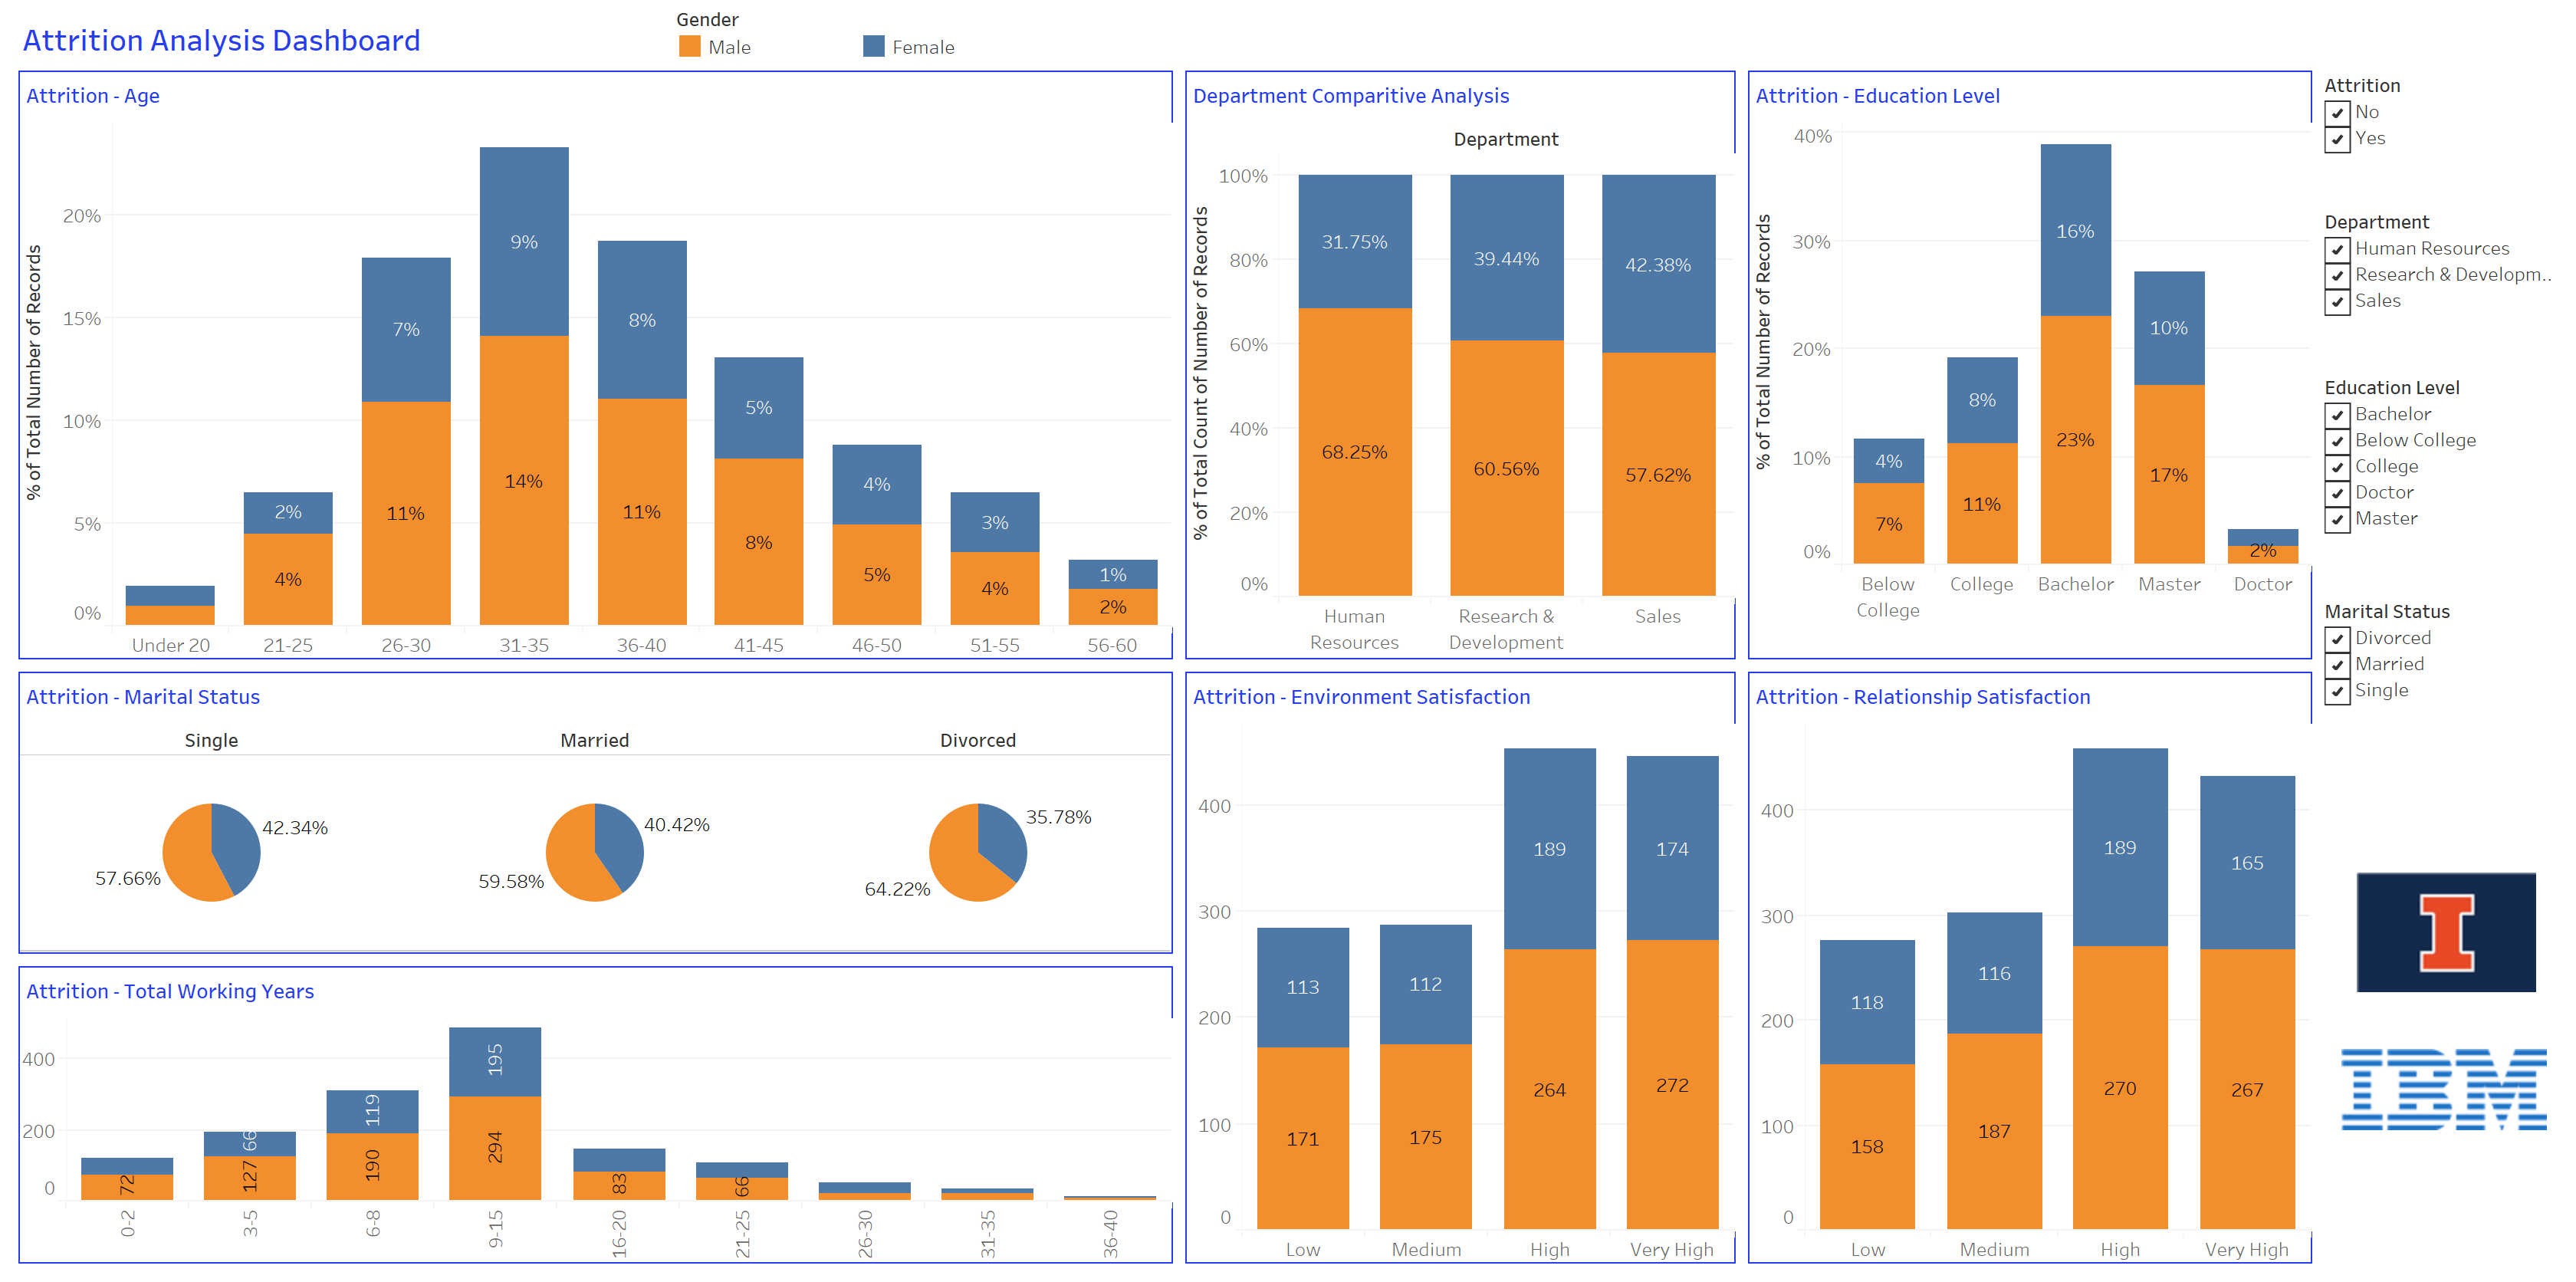 Attrition Analysis Dashboard
Gender
Male
Female
Attrition - Age
% of Total Number of Records
20%
15%
10%
5%
0%
9%
7%
8%
5%
2%
4%
3%
1%
4%
11%
14%
11%
8%
5%
4%
2%
Under 20
21-25
26-30
31-35
36-40
41-45
46-50
51-55
56-60
Department Comparitive Analysis
Department
% of Total Count of Number of Records
100%
80%
60%
40%
20%
0%
31.75%
39.44%
42.38%
68.25%
60.56%
57.62%
Human
Resources
Research &
Development
Sales
Attrition - Education Level
% of Total Number of Records
40%
30%
20%
10%
0%
16%
10%
8%
4%
23%
17%
11%
7%
2%
Below
College
College
Bachelor
Master
Doctor
Attrition
No
Yes
Department
Human Resources
Research & Developm..
Sales
Education Level
Bachelor
Below College
College
Doctor
Master
Marital Status
Divorced
Married
Single
Attrition - Marital Status
Single
Married
Divorced
42.34%
57.66%
40.42%
59.58%
35.78%
64.22%
Attrition - Total Working Years
400
200
0
72
66
127
119
190
195
294
83
66
0-2
3-5
6-8
9-15
16-20
21-25
26-30
31-35
36-40
Attrition - Environment Satisfaction
400
300
200
100
0
113
112
189
174
171
175
264
272
Low
Medium
High
Very High
Attrition - Relationship Satisfaction
400
300
200
100
0
118
116
189
165
158
187
270
267
Low
Medium
High
Very High
I
IBM